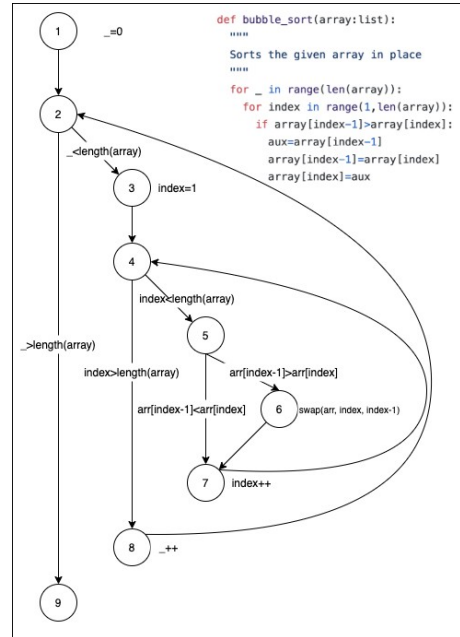 def bubble_sort(array:list):
"""
Sorts the given array in place
"""
for _ in range(len(array)):
for index in range(1,len(array)):
if array[index-1]>array[index]:
aux=array[index-1]
array[index-1]=array[index]
array[index]=aux
1
_=0
2
_<length(array)
3
index=1
4
index<length(array)
5
_>length(array)
index>length(array)
arr[index-1]>arr[index]
arr[index-1]<arr[index]
6
swap(arr, index, index-1)
7
index++
8
_++
9